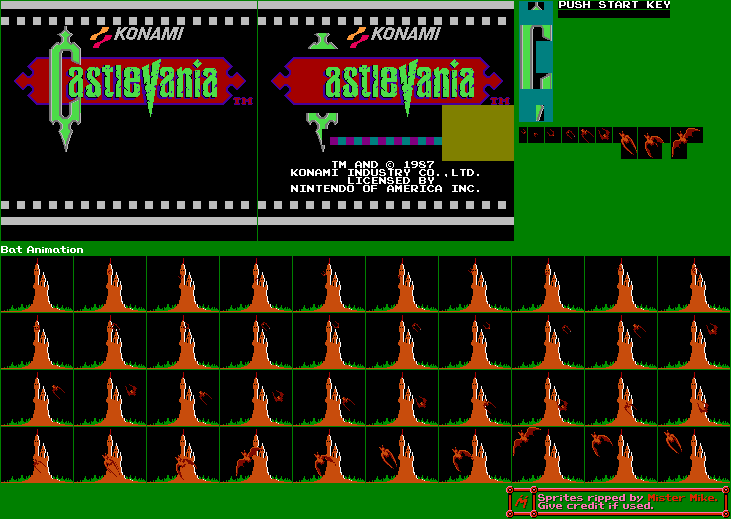 KONAMI
Castlevania
TM
KONAMI
astlevania
TM
TM AND © 1987
KONAMI INDUSTRY CO.,LTD.
LICENSED BY
NINTENDO OF AMERICA INC.
PUSH START KEY
C
Bat Animation
Sprites ripped by Mister Mike.
Give credit if used.